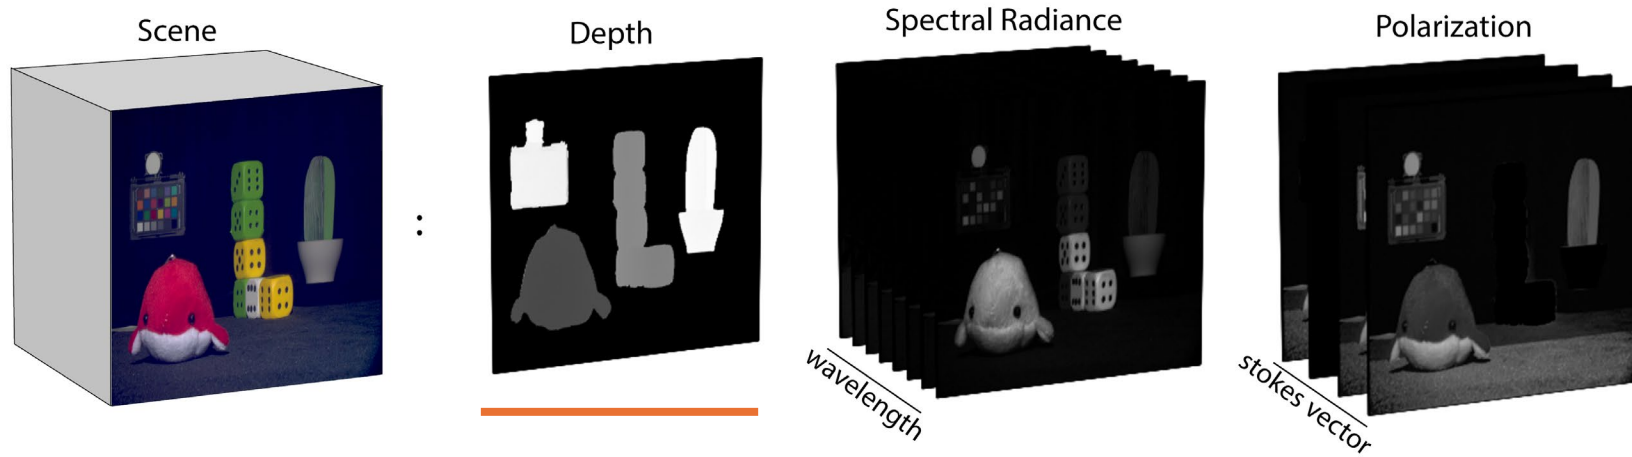 Scene
Depth
Spectral Radiance
Polarization
:
wavelength
stokes vector